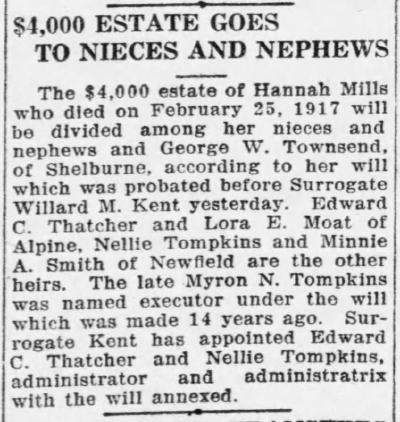 $4,000 ESTATE GOES
TO NIECES AND NEPHEWS
The $4,000 estate of Hannah Mills
who died on February 25, 1917 will
be divided among her nieces and
nephews and George W. Townsend,
of Shelburne, according to her will
which was probated before Surrogate
Willard M. Kent yesterday. Edward
C. Thatcher and Lora E. Moat of
Alpine, Nellie Tompkins and Minnie
A. Smith of Newfield are the other
heirs. The late Myron N. Tompkins
was named executor under the will
which was made 14 years ago. Sur-
rogate Kent has appointed Edward
C. Thatcher and Nellie Tompkins,
administrator and administratrix
with the will annexed.